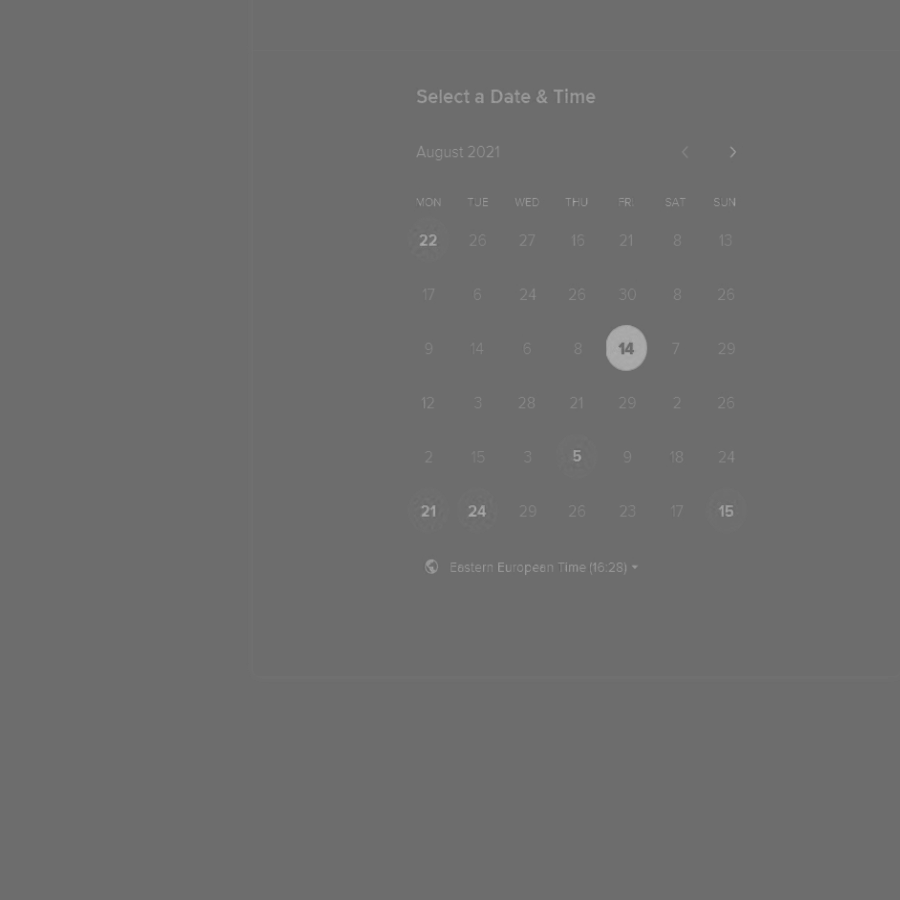 Select a Date & Time
August 2021
MON TUE WED THU FRI SAT SUN
22 26 27 16 21 8 13
17 6 24 26 30 8 26
9 14 6 8 14 7 29
12 3 28 21 29 2 26
2 15 3 5 9 18 24
21 24 29 26 23 17 15
Eastern European Time (16:28)